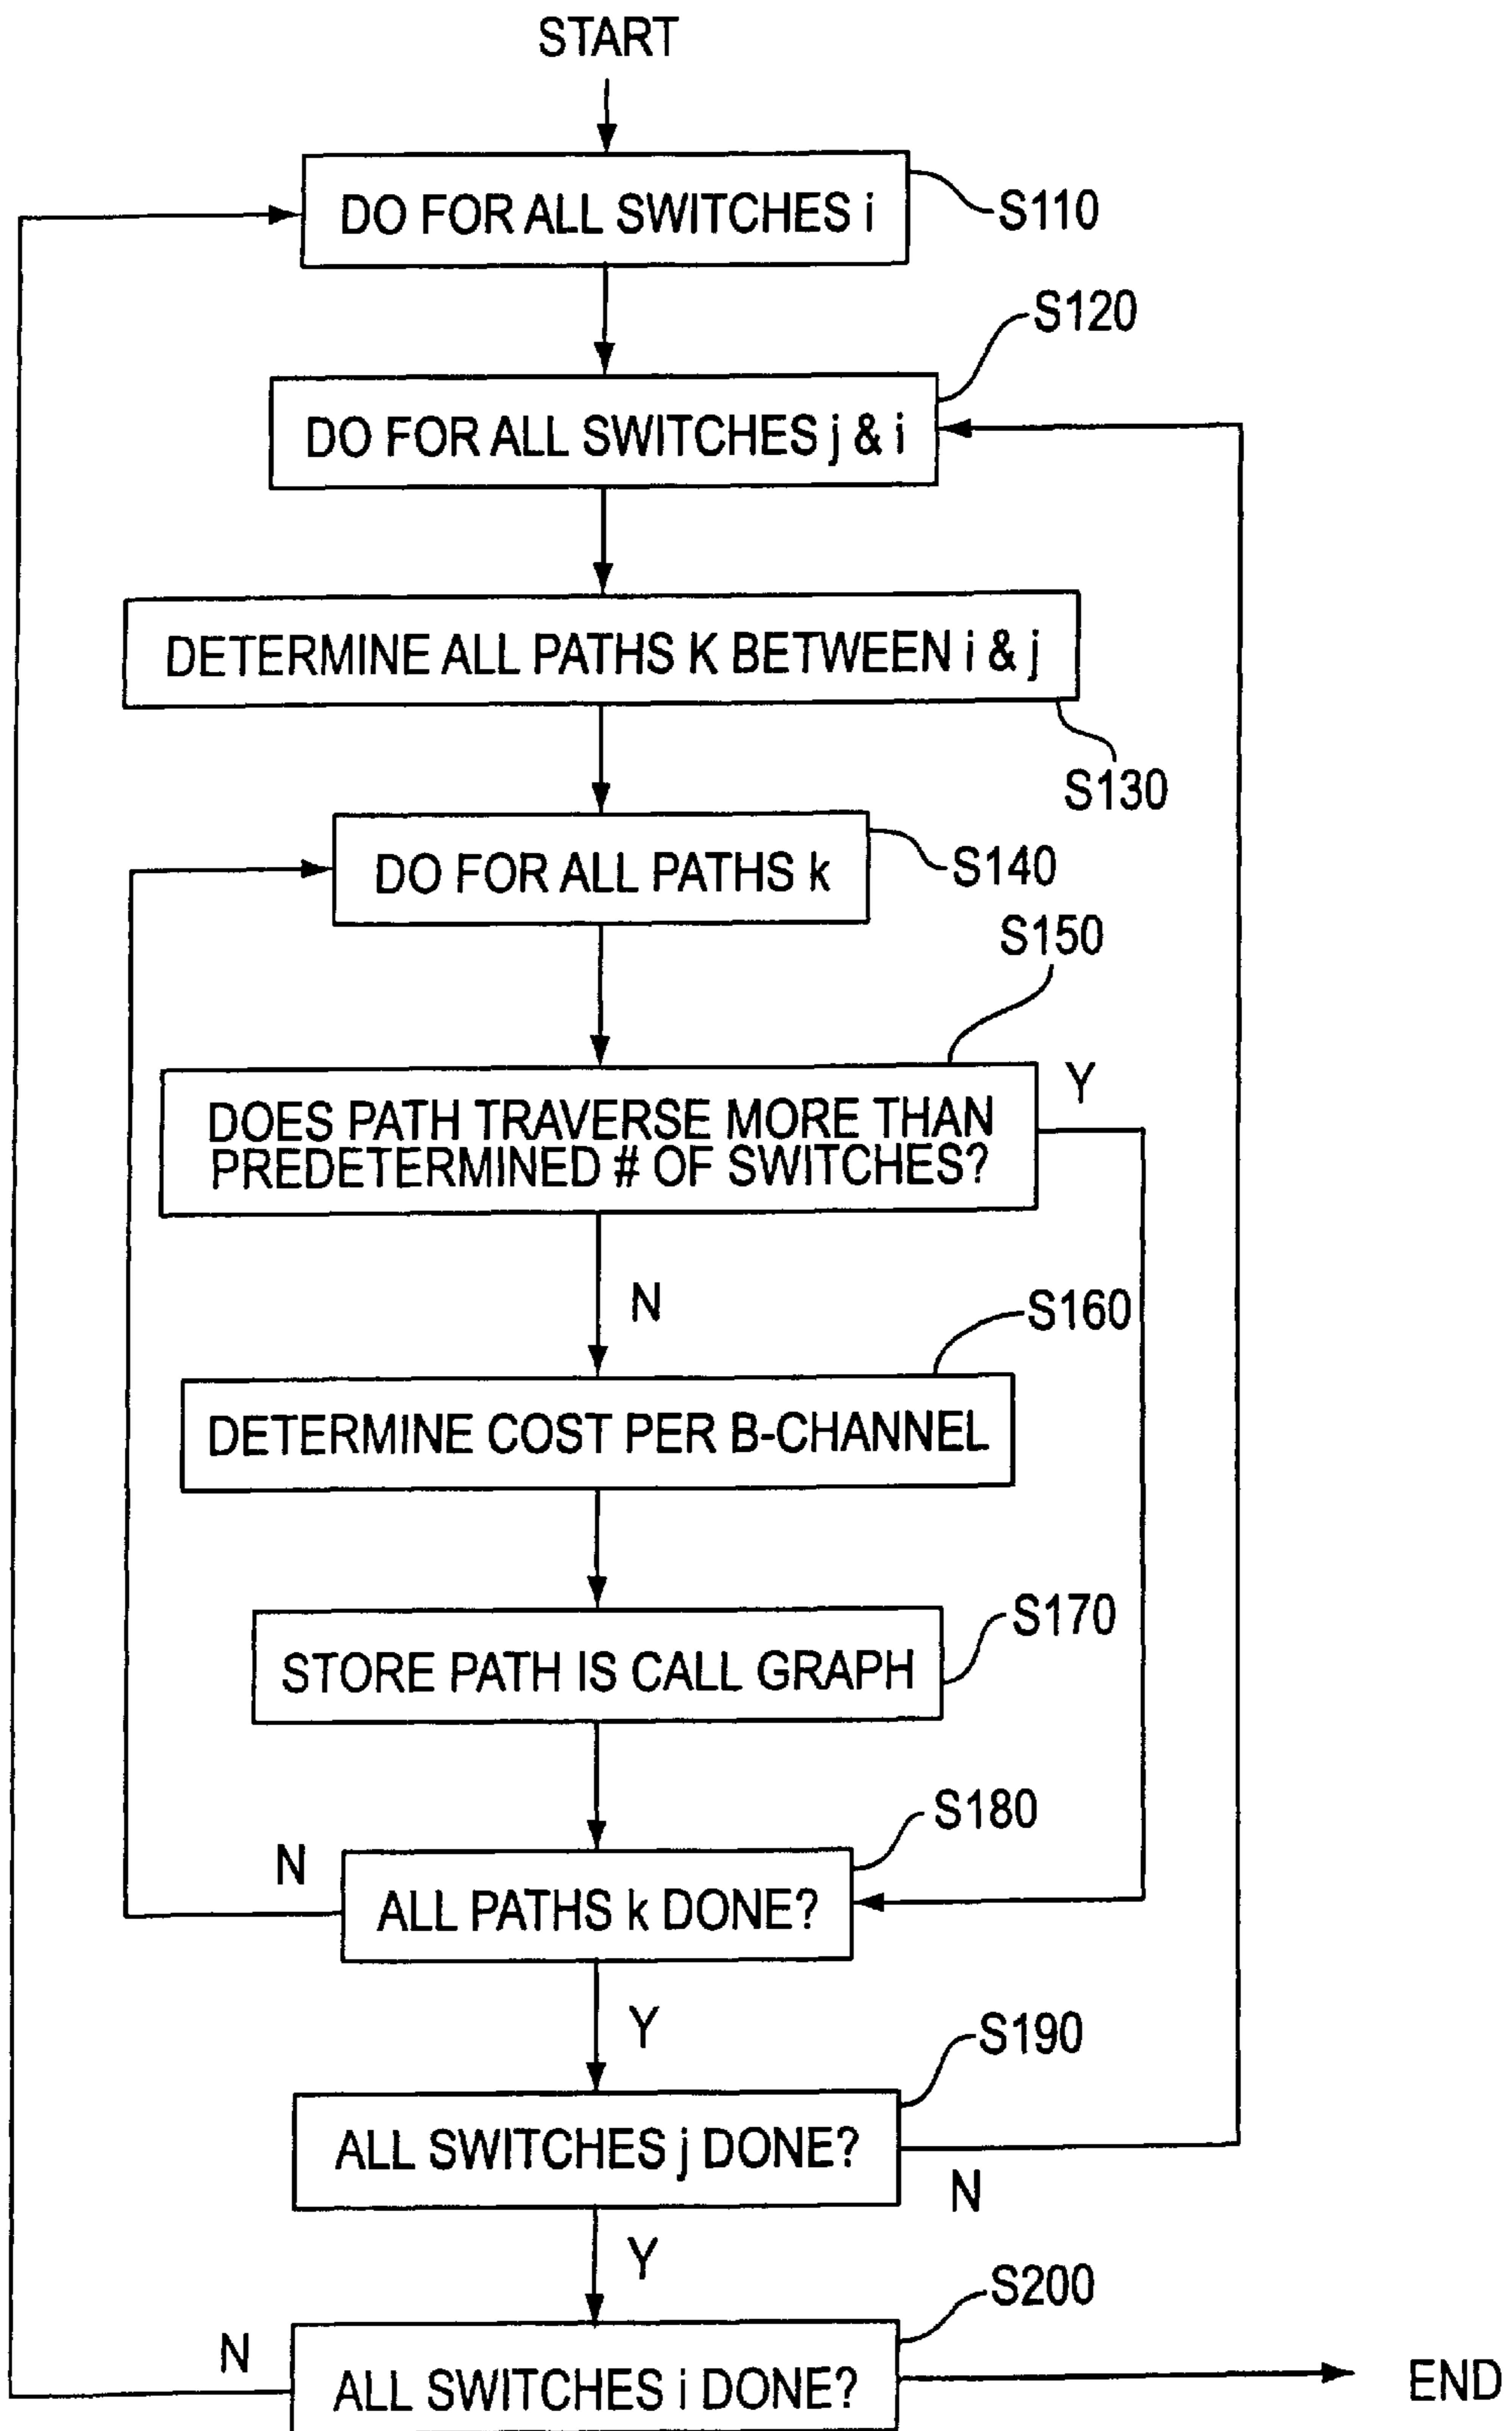 START
DO FOR ALL SWITCHES i
S110
S120
DO FOR ALL SWITCHES j & i
DETERMINE ALL PATHS K BETWEEN i & j
S130
DO FOR ALL PATHS k
S140
S150
DOES PATH TRAVERSE MORE THAN
PREDETERMINED # OF SWITCHES?
Y
N
S160
DETERMINE COST PER B-CHANNEL
S170
STORE PATH IS CALL GRAPH
S180
N
ALL PATHS k DONE?
Y
S190
ALL SWITCHES j DONE?
N
Y
S200
N
ALL SWITCHES i DONE?
END